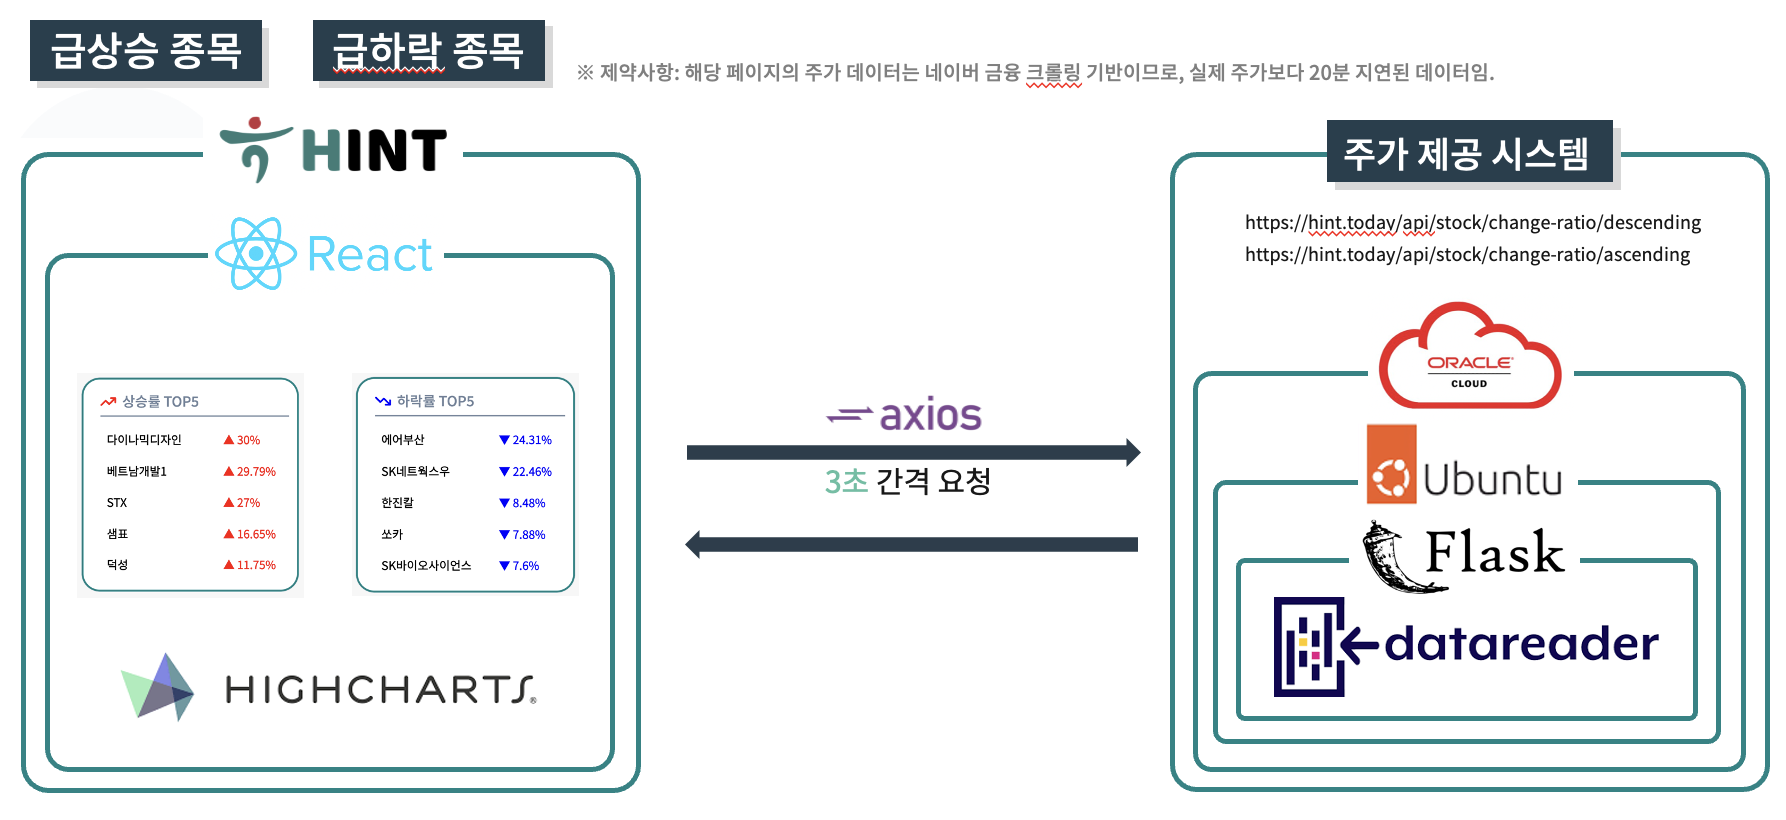 급상승 종목
급하락 종목
※ 제약사항: 해당 페이지의 주가 데이터는 네이버 금융 크롤링 기반이므로, 실제 주가보다 20분 지연된 데이터임.
HINT
React
상승률 TOP5
다이나믹디자인 ▲ 30%
베트남개발1 ▲ 29.79%
STX ▲ 27%
샘표 ▲ 16.65%
덕성 ▲ 11.75%
하락률 TOP5
에어부산 ▼ 24.31%
SK네트웍스우 ▼ 22.46%
한진칼 ▼ 8.48%
쏘카 ▼ 7.88%
SK바이오사이언스 ▼ 7.6%
HIGHCHARTS®
axios
3초 간격 요청
주가 제공 시스템
https://hint.today/api/stock/change-ratio/descending
https://hint.today/api/stock/change-ratio/ascending
ORACLE®
CLOUD
Ubuntu
Flask
datareader